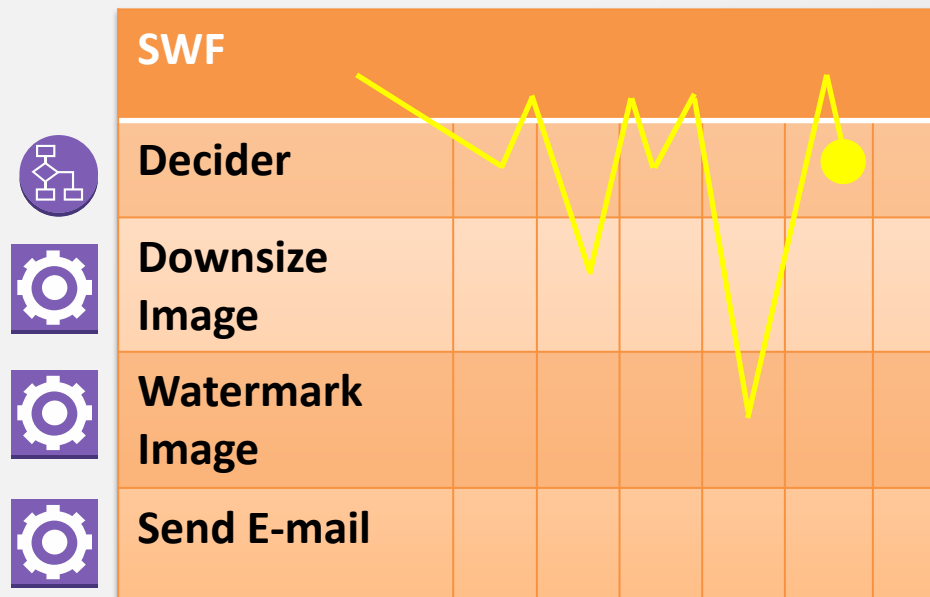 SWF
Decider
Downsize
Image
Watermark
Image
Send E-mail